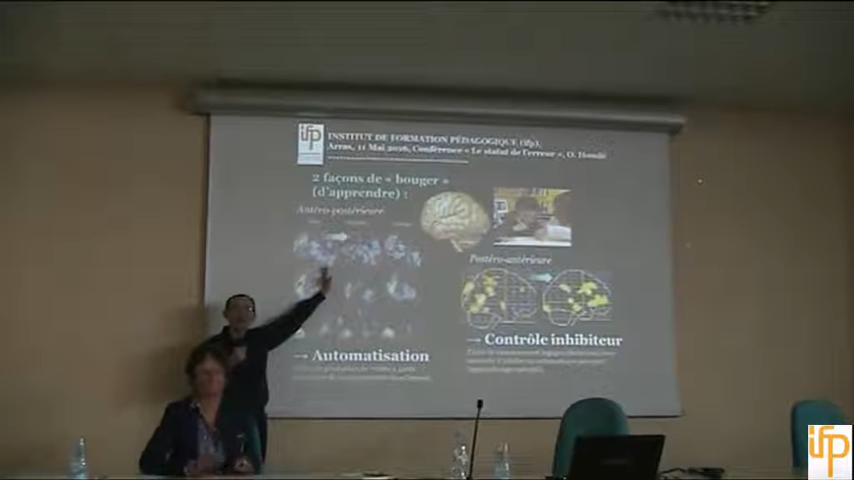 ifp
INSTITUT DE FORMATION PÉDAGOGIQUE (ifp),
Arras, 11 Mai 2016, Conférence « Le statut de l'erreur », O. Houdé
2 façons de « bouger »
(d'apprendre) :
Antéro-postérieure
Postéro-antérieure
→ Contrôle inhibiteur
→ Automatisation
ifp